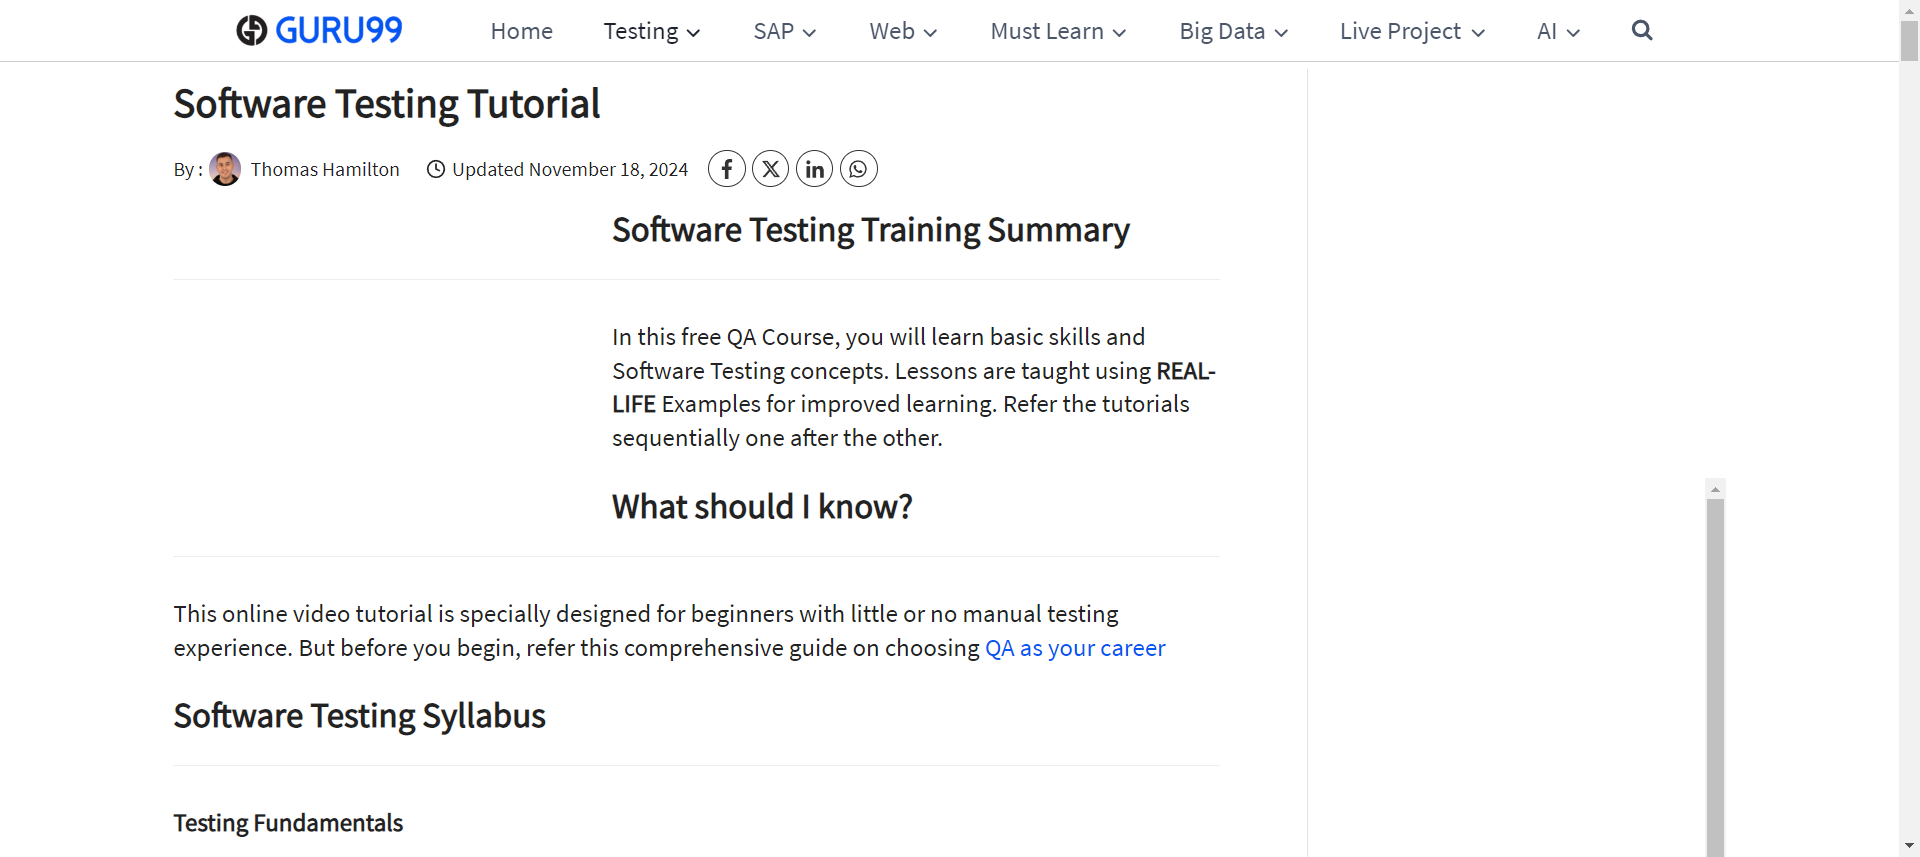 GURU99 Home Testing SAP Web Must Learn Big Data Live Project AI
Software Testing Tutorial
By : Thomas Hamilton Updated November 18, 2024
Software Testing Training Summary
In this free QA Course, you will learn basic skills and
Software Testing concepts. Lessons are taught using REAL-
LIFE Examples for improved learning. Refer the tutorials
sequentially one after the other.
What should I know?
This online video tutorial is specially designed for beginners with little or no manual testing
experience. But before you begin, refer this comprehensive guide on choosing QA as your career
Software Testing Syllabus
Testing Fundamentals